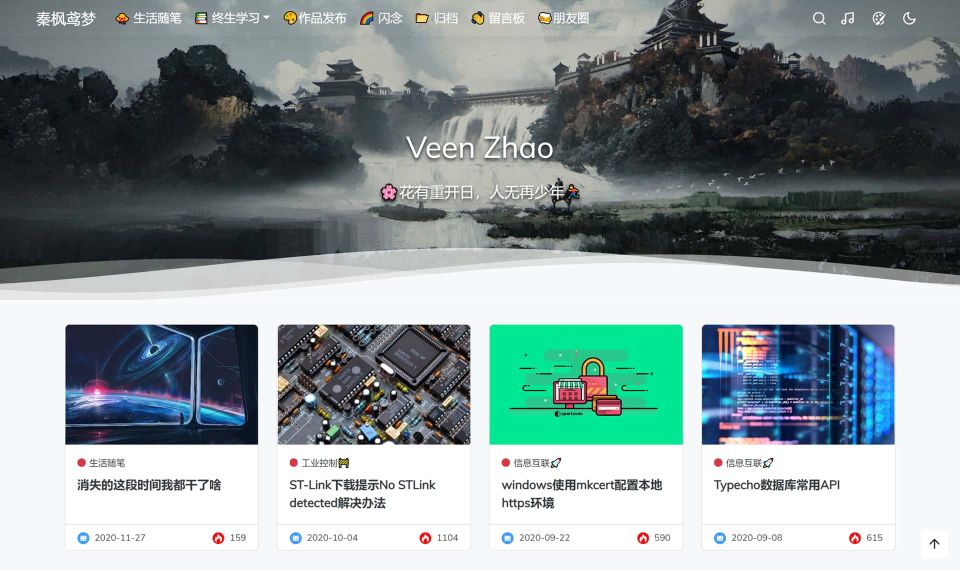 秦枫鸢梦 生活随笔 终生学习 作品发布 闪念 归档 留言板 朋友圈
Veen Zhao
花有重开日，人无再少年
生活随笔
消失的这段时间我都干了啥
2020-11-27 159
工业控制
ST-Link下载提示No STLink
detected解决办法
2020-10-04 1104
信息互联
windows使用mkcert配置本地
https环境
2020-09-22 590
信息互联
Typecho数据库常用API
2020-09-08 615